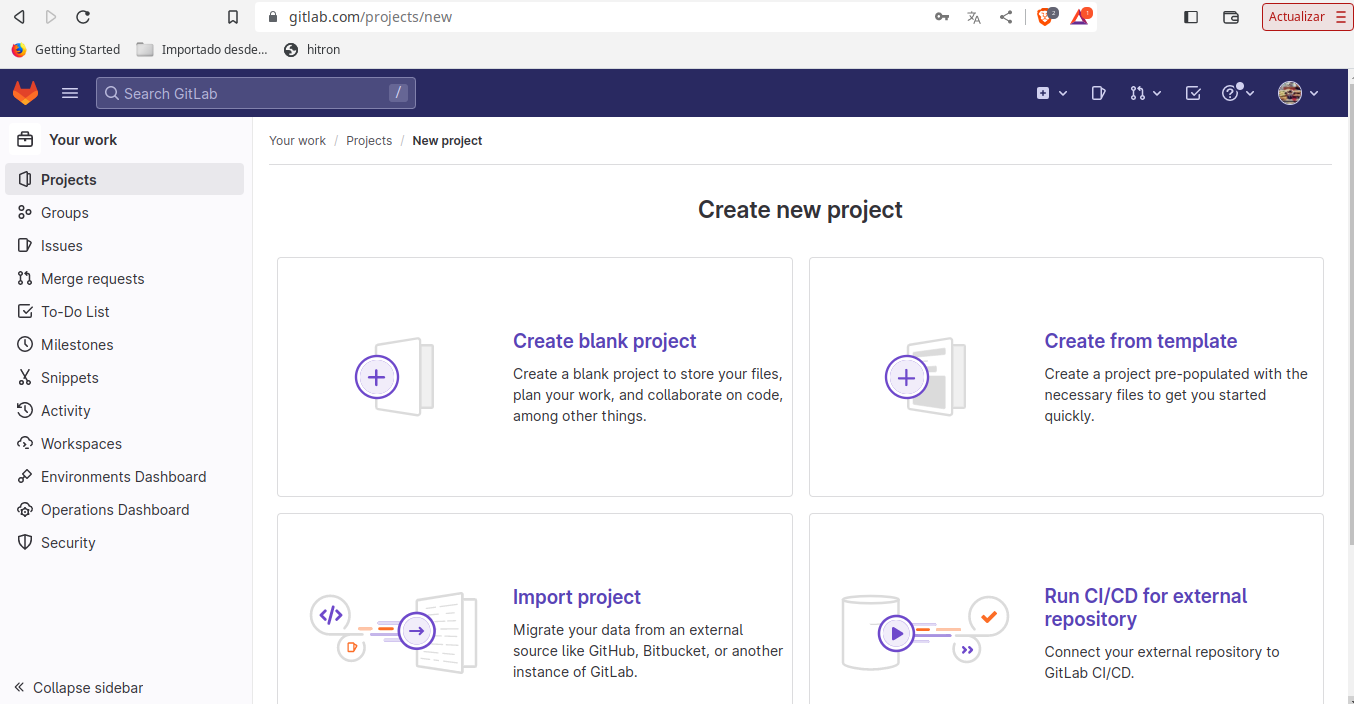 gitlab.com/projects/new
2
1
Actualizar
Getting Started
Importado desde...
hitron
Search GitLab
/
Your work
Projects
Groups
Issues
Merge requests
To-Do List
Milestones
Snippets
Activity
Workspaces
Environments Dashboard
Operations Dashboard
Security
Collapse sidebar
Your work / Projects / New project
Create new project
Create blank project
Create a blank project to store your files,
plan your work, and collaborate on code,
among other things.
Create from template
Create a project pre-populated with the
necessary files to get you started
quickly.
Import project
Migrate your data from an external
source like GitHub, Bitbucket, or another
instance of GitLab.
Run CI/CD for external
repository
Connect your external repository to
GitLab CI/CD.